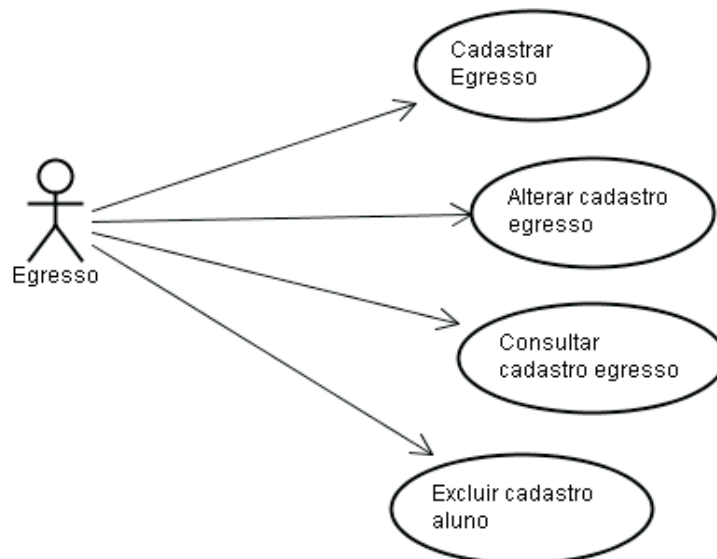 Cadastrar
Egresso
Alterar cadastro
egresso
Egresso
Consultar
cadastro egresso
Excluir cadastro
aluno